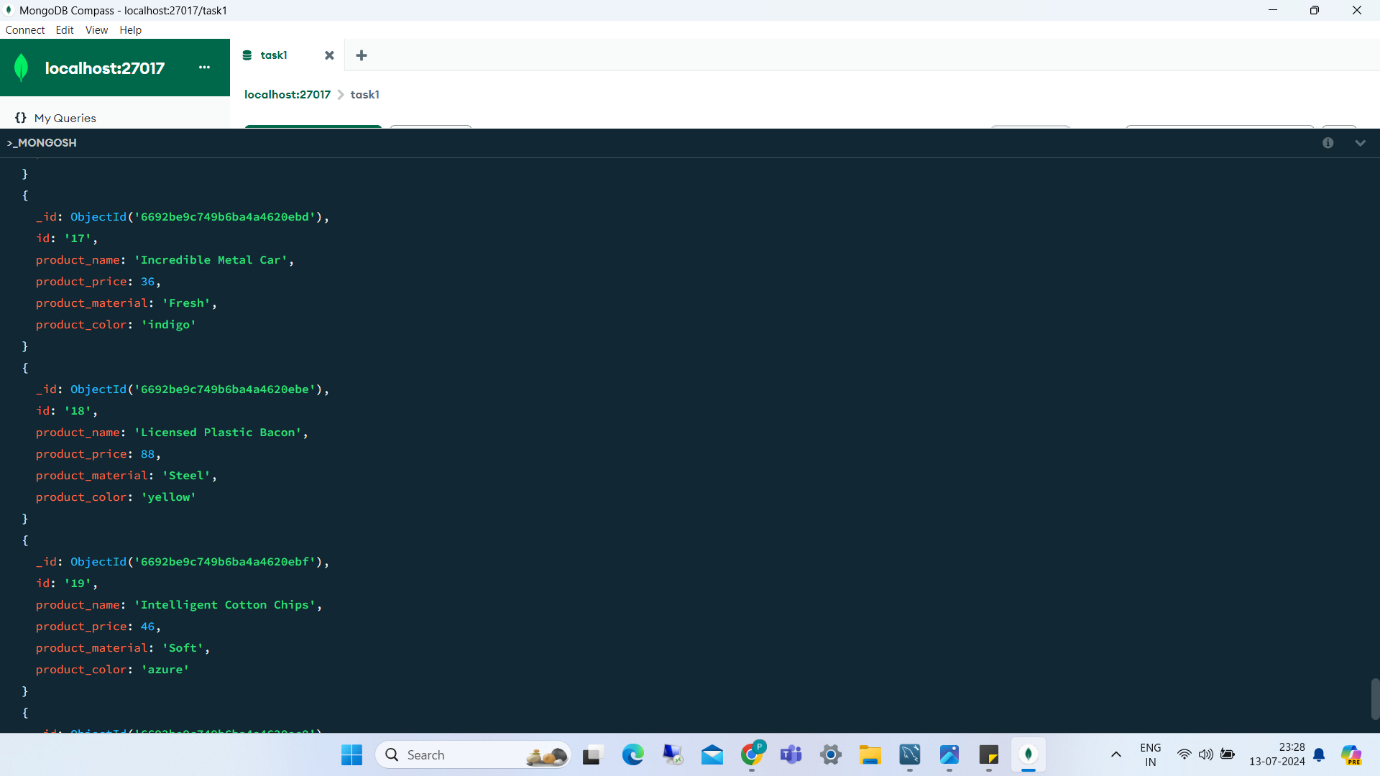 MongoDB Compass - localhost:27017/task1
Connect Edit View Help
localhost:27017 ...
task1
localhost:27017 > task1
{} My Queries
>_MONGOSH
}
{
_id: ObjectId('6692be9c749b6ba4a4620ebd'),
id: '17',
product_name: 'Incredible Metal Car',
product_price: 36,
product_material: 'Fresh',
product_color: 'indigo'
}
{
_id: ObjectId('6692be9c749b6ba4a4620ebe'),
id: '18',
product_name: 'Licensed Plastic Bacon',
product_price: 88,
product_material: 'Steel',
product_color: 'yellow'
}
{
_id: ObjectId('6692be9c749b6ba4a4620ebf'),
id: '19',
product_name: 'Intelligent Cotton Chips',
product_price: 46,
product_material: 'Soft',
product_color: 'azure'
}
{
Search
ENG
IN
23:28
13-07-2024
PRE